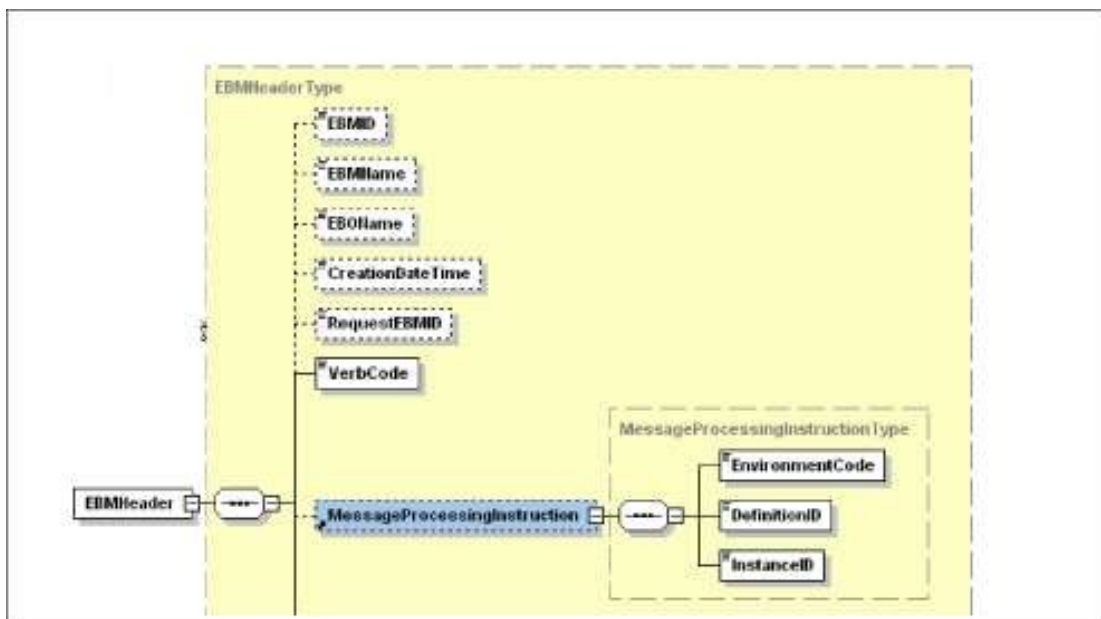 EBMHeaderType
EBMID
EBMName
EBOName
CreationDateTime
RequestEBMID
VerbCode
MessageProcessingInstructionType
EnvironmentCode
EBMHeader
MessageProcessingInstruction
DefinitionID
InstanceID